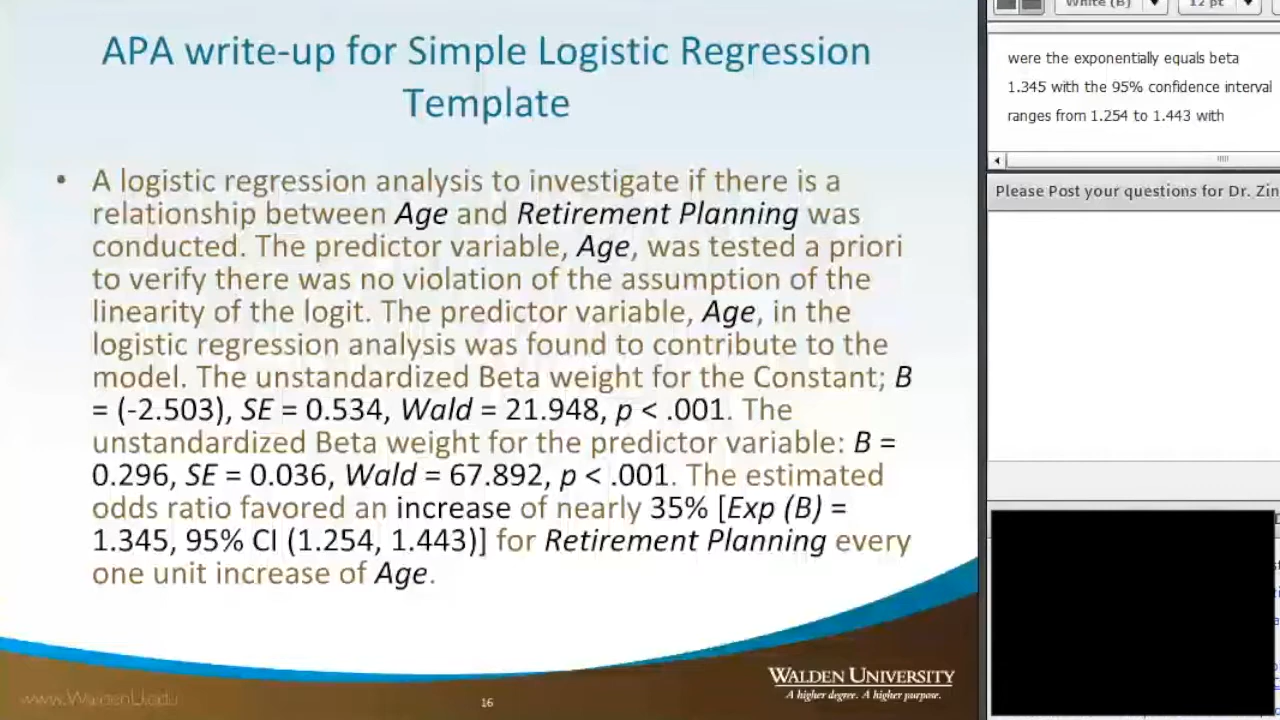 APA write-up for Simple Logistic Regression
Template
• A logistic regression analysis to investigate if there is a
relationship between Age and Retirement Planning was
conducted. The predictor variable, Age, was tested a priori
to verify there was no violation of the assumption of the
linearity of the logit. The predictor variable, Age, in the
logistic regression analysis was found to contribute to the
model. The unstandardized Beta weight for the Constant; B
= (-2.503), SE = 0.534, Wald = 21.948, p < .001. The
unstandardized Beta weight for the predictor variable: B =
0.296, SE = 0.036, Wald = 67.892, p < .001. The estimated
odds ratio favored an increase of nearly 35% [Exp (B) =
1.345, 95% CI (1.254, 1.443)] for Retirement Planning every
one unit increase of Age.
www.WaldenU.edu
16
WALDEN UNIVERSITY
A higher degree. A higher purpose.
White (B)
12 pt
were the exponentially equals beta
1.345 with the 95% confidence interval
ranges from 1.254 to 1.443 with
Please Post your questions for Dr. Zin